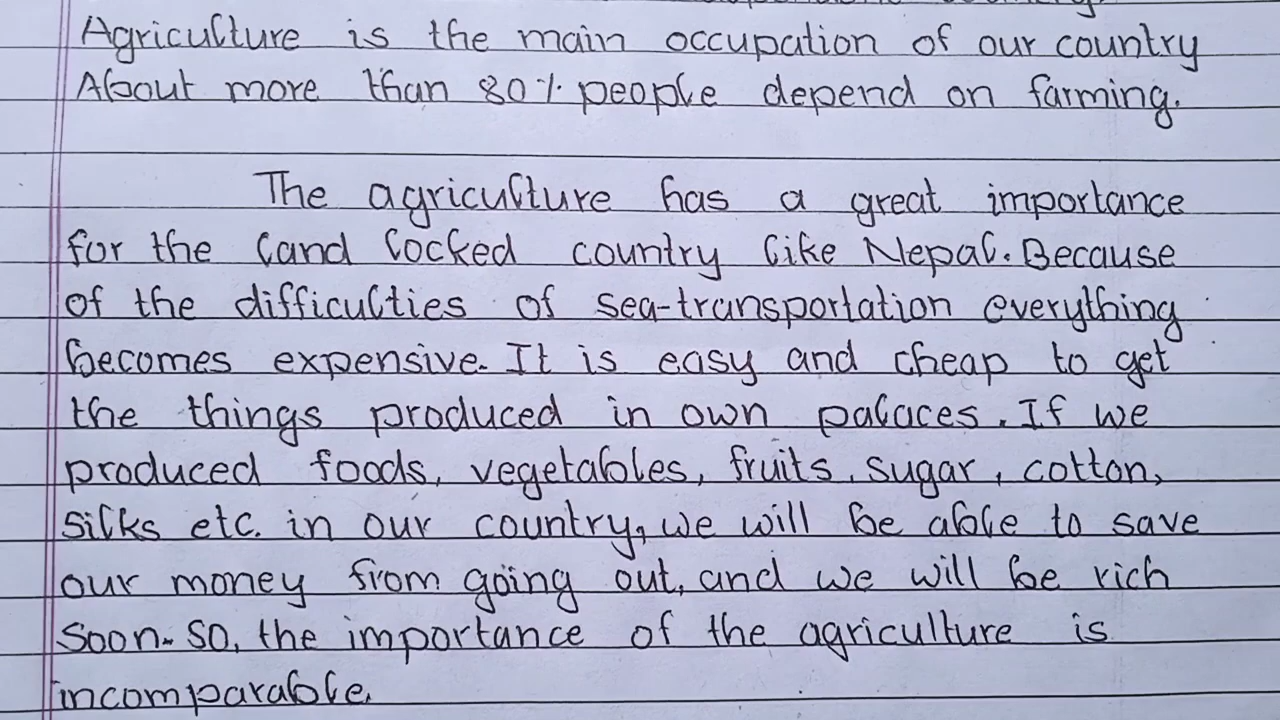 Agriculture is the main occupation of our country
About more than 80% people depend on farming.
The agriculture has a great importance
for the land locked country like Nepal. Because
of the difficulties of sea-transportation everything
becomes expensive. It is easy and cheap to get
the things produced in own palaces. If we
produced foods, vegetables, fruits, sugar, cotton,
silks etc. in our country, we will be able to save
our money from going out, and we will be rich
soon. So, the importance of the agriculture is
incomparable.